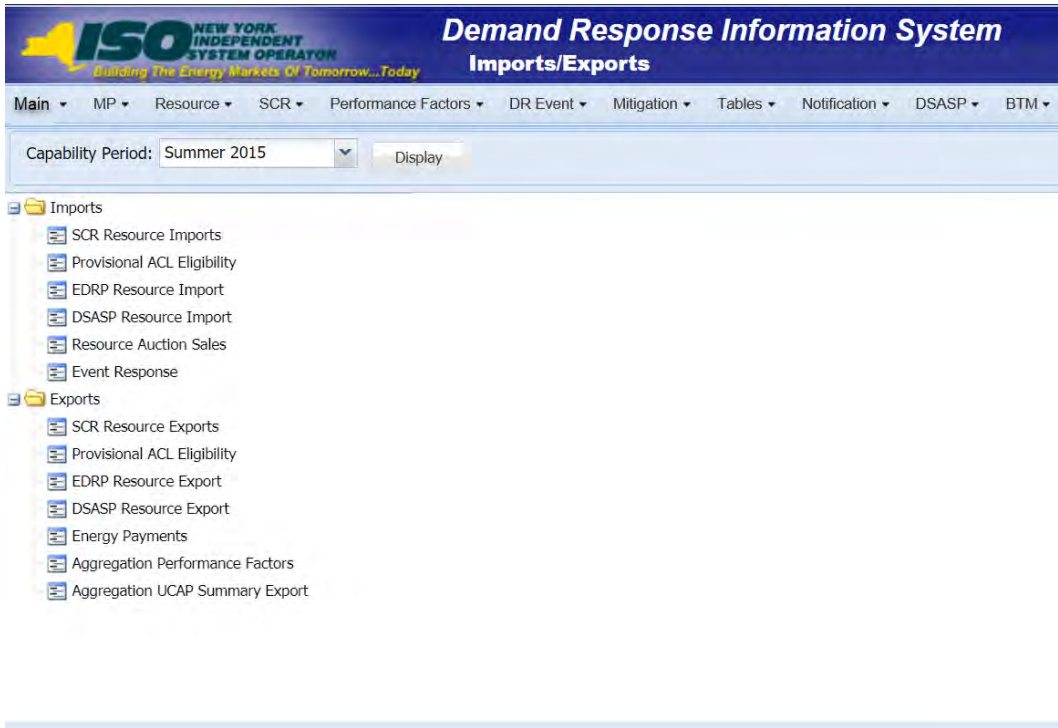 ISO NEW YORK INDEPENDENT SYSTEM OPERATOR
Building The Energy Markets Of Tomorrow...Today
Demand Response Information System
Imports/Exports
Main MP Resource SCR Performance Factors DR Event Mitigation Tables Notification DSASP BTM
Capability Period: Summer 2015 Display
Imports
SCR Resource Imports
Provisional ACL Eligibility
EDRP Resource Import
DSASP Resource Import
Resource Auction Sales
Event Response
Exports
SCR Resource Exports
Provisional ACL Eligibility
EDRP Resource Export
DSASP Resource Export
Energy Payments
Aggregation Performance Factors
Aggregation UCAP Summary Export